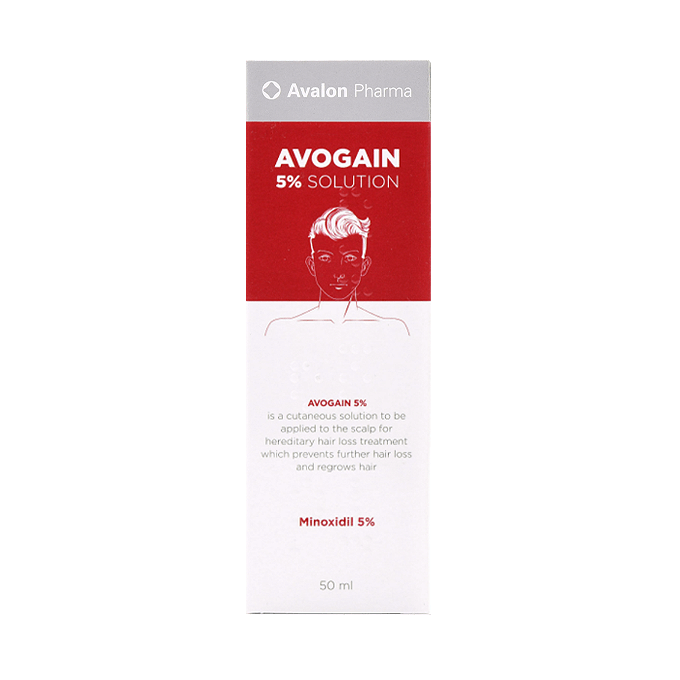 Avalon Pharma
AVOGAIN
5% SOLUTION
AVOGAIN 5%
is a cutaneous solution to be
applied to the scalp for
hereditary hair loss treatment
which prevents further hair loss
and regrows hair
Minoxidil 5%
50 ml